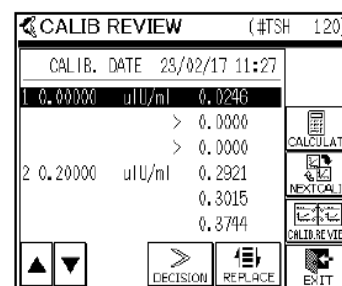 CALIB REVIEW (#TSH 120)
CALIB. DATE 23/02/17 11:27
1 0.00000 uIU/ml 0.0246
> 0.0000
> 0.0000
2 0.20000 uIU/ml 0.2921
0.3015
0.3744
CALCULAT
NEXTCALI
CALIB.REVIE
DECISION REPLACE EXIT